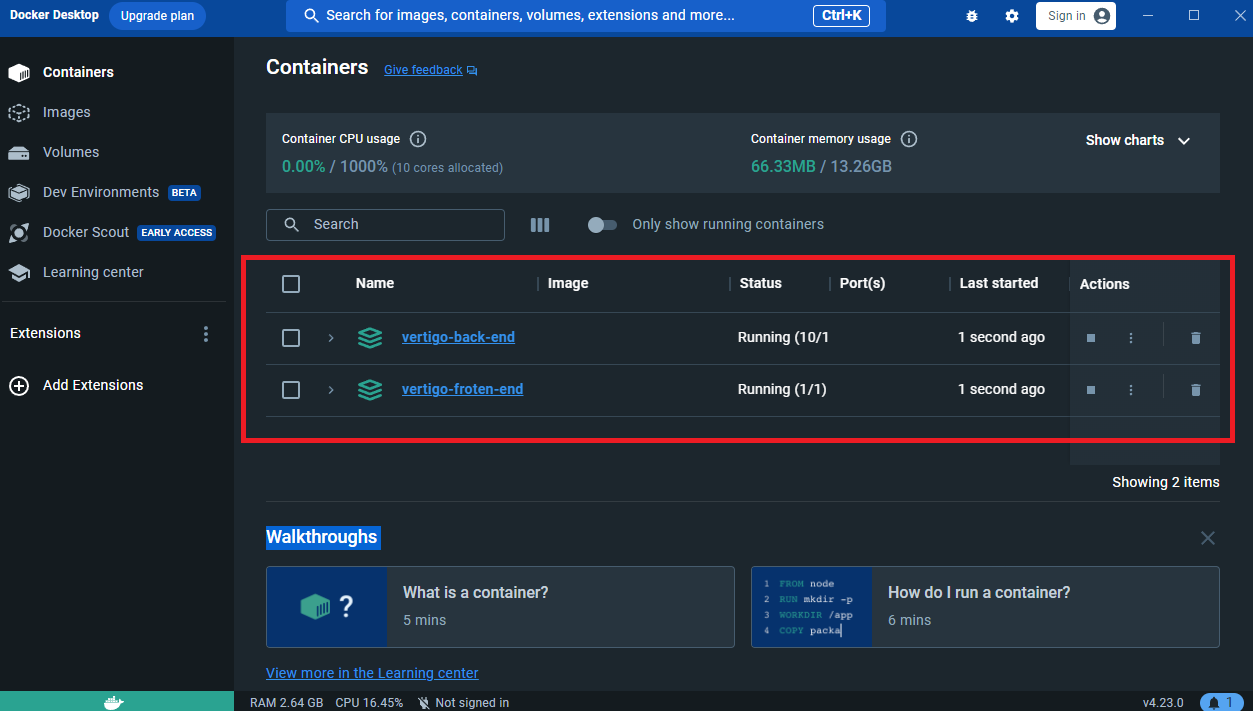 Docker Desktop Upgrade plan Search for images, containers, volumes, extensions and more... Ctrl+K Sign in
Containers
Images
Volumes
Dev Environments BETA
Docker Scout EARLY ACCESS
Learning center
Extensions
Add Extensions
Containers Give feedback
Container CPU usage
0.00% / 1000% (10 cores allocated)
Container memory usage
66.33MB / 13.26GB
Show charts
Search
Only show running containers
Name Image Status Port(s) Last started Actions
vertigo-back-end Running (10/1 1 second ago
vertigo-froten-end Running (1/1) 1 second ago
Showing 2 items
Walkthroughs
?
What is a container?
5 mins
1 FROM node
2 RUN mkdir -p
3 WORKDIR /app
4 COPY packa
How do I run a container?
6 mins
View more in the Learning center
RAM 2.64 GB CPU 16.45% Not signed in v4.23.0 1